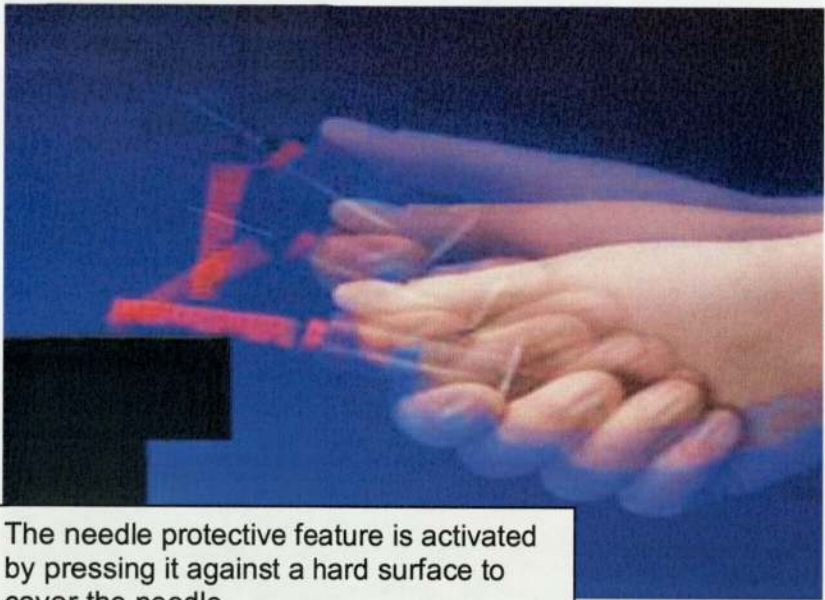 The needle protective feature is activated
by pressing it against a hard surface to
cover the needle